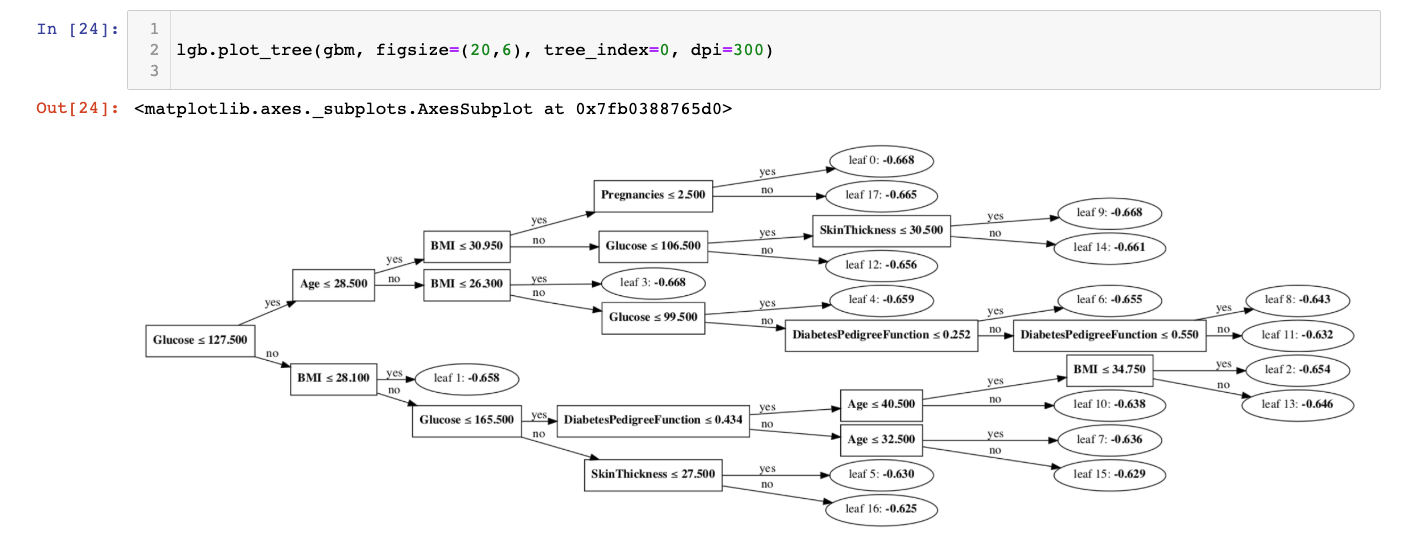 In [24]:
1
2 lgb.plot_tree(gbm, figsize=(20,6), tree_index=0, dpi=300)
3
Out[24]: <matplotlib.axes._subplots.AxesSubplot at 0x7fb0388765d0>
Glucose ≤ 127.500
yes
no
Age ≤ 28.500
yes
no
BMI ≤ 30.950
yes
no
Pregnancies ≤ 2.500
yes
no
leaf 0: -0.668
leaf 17: -0.665
Glucose ≤ 106.500
yes
no
SkinThickness ≤ 30.500
yes
no
leaf 9: -0.668
leaf 14: -0.661
leaf 12: -0.656
BMI ≤ 26.300
yes
no
leaf 3: -0.668
Glucose ≤ 99.500
yes
no
leaf 4: -0.659
DiabetesPedigreeFunction ≤ 0.252
yes
no
leaf 6: -0.655
DiabetesPedigreeFunction ≤ 0.550
yes
no
leaf 8: -0.643
leaf 11: -0.632
BMI ≤ 28.100
yes
no
leaf 1: -0.658
Glucose ≤ 165.500
yes
no
DiabetesPedigreeFunction ≤ 0.434
yes
no
Age ≤ 40.500
yes
no
BMI ≤ 34.750
yes
no
leaf 2: -0.654
leaf 13: -0.646
leaf 10: -0.638
Age ≤ 32.500
yes
no
leaf 7: -0.636
leaf 15: -0.629
SkinThickness ≤ 27.500
yes
no
leaf 5: -0.630
leaf 16: -0.625